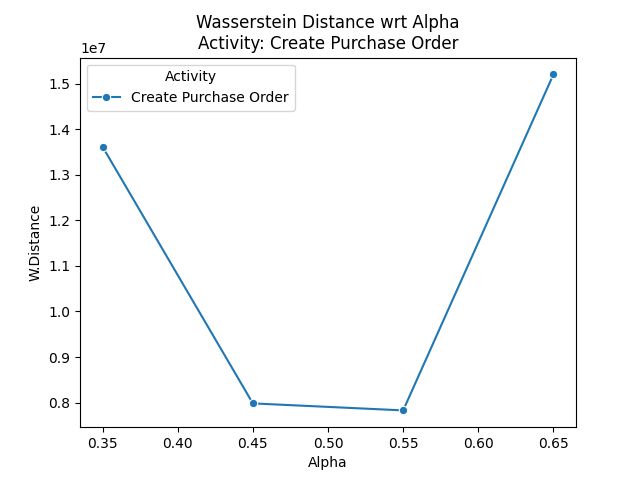 Wasserstein Distance wrt Alpha
Activity: Create Purchase Order
1e7
Activity
Create Purchase Order
1.5
1.4
1.3
1.2
1.1
1.0
0.9
0.8
W.Distance
0.35 0.40 0.45 0.50 0.55 0.60 0.65
Alpha